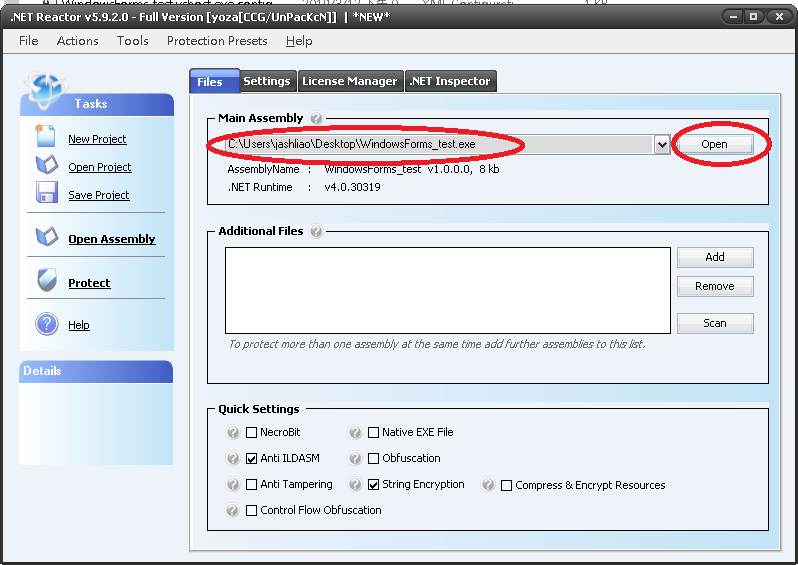 .NET Reactor v5.9.2.0 - Full Version [yoza[CCG/UnPacKcN]] | *NEW*
File Actions Tools Protection Presets Help
Tasks
New Project
Open Project
Save Project
Open Assembly
Protect
Help
Details
Files Settings License Manager .NET Inspector
Main Assembly
C:\Users\jashliao\Desktop\WindowsForms_test.exe Open
AssemblyName : WindowsForms_test v1.0.0.0, 8 kb
.NET Runtime : v4.0.30319
Additional Files
Add
Remove
Scan
To protect more than one assembly at the same time add further assemblies to this list.
Quick Settings
NecroBit Native EXE File
Anti ILDASM Obfuscation
Anti Tampering String Encryption Compress & Encrypt Resources
Control Flow Obfuscation